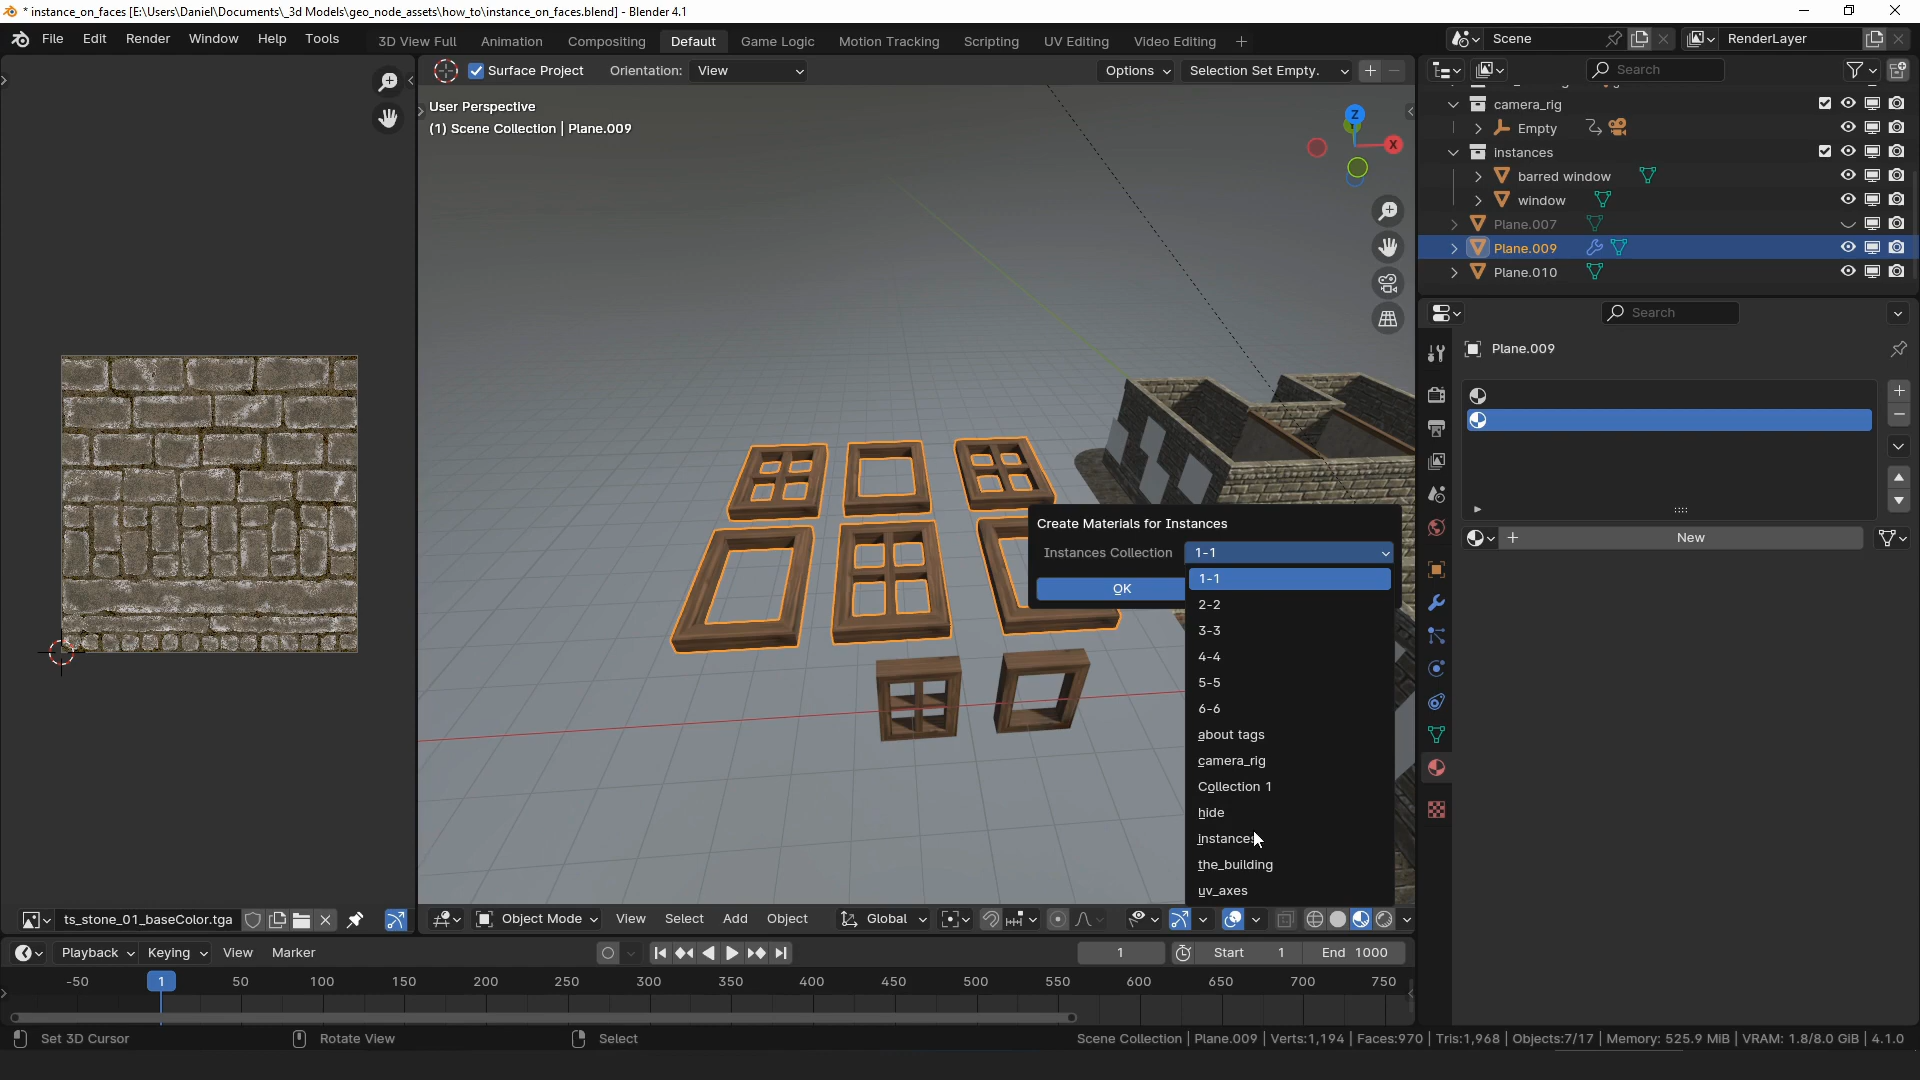 * instance_on_faces [E:\Users\Daniel\Documents\_3d Models\geo_node_assets\how_to\instance_on_faces.blend] - Blender 4.1
File Edit Render Window Help Tools
3D View Full Animation Compositing Default Game Logic Motion Tracking Scripting UV Editing Video Editing +
Scene
RenderLayer
Surface Project Orientation: View
Options Selection Set Empty.
Search
User Perspective
(1) Scene Collection | Plane.009
Z
X
camera_rig
Empty
instances
barred window
window
Plane.007
Plane.009
Plane.010
Search
Plane.009
New
Create Materials for Instances
Instances Collection 1-1
OK
1-1
2-2
3-3
4-4
5-5
6-6
about tags
camera_rig
Collection 1
hide
instances
the_building
uv_axes
ts_stone_01_baseColor.tga
Object Mode View Select Add Object Global
Playback Keying View Marker
1 Start 1 End 1000
-50 1 50 100 150 200 250 300 350 400 450 500 550 600 650 700 750
Set 3D Cursor Rotate View Select
Scene Collection | Plane.009 | Verts:1,194 | Faces:970 | Tris:1,968 | Objects:7/17 | Memory: 525.9 MiB | VRAM: 1.8/8.0 GiB | 4.1.0